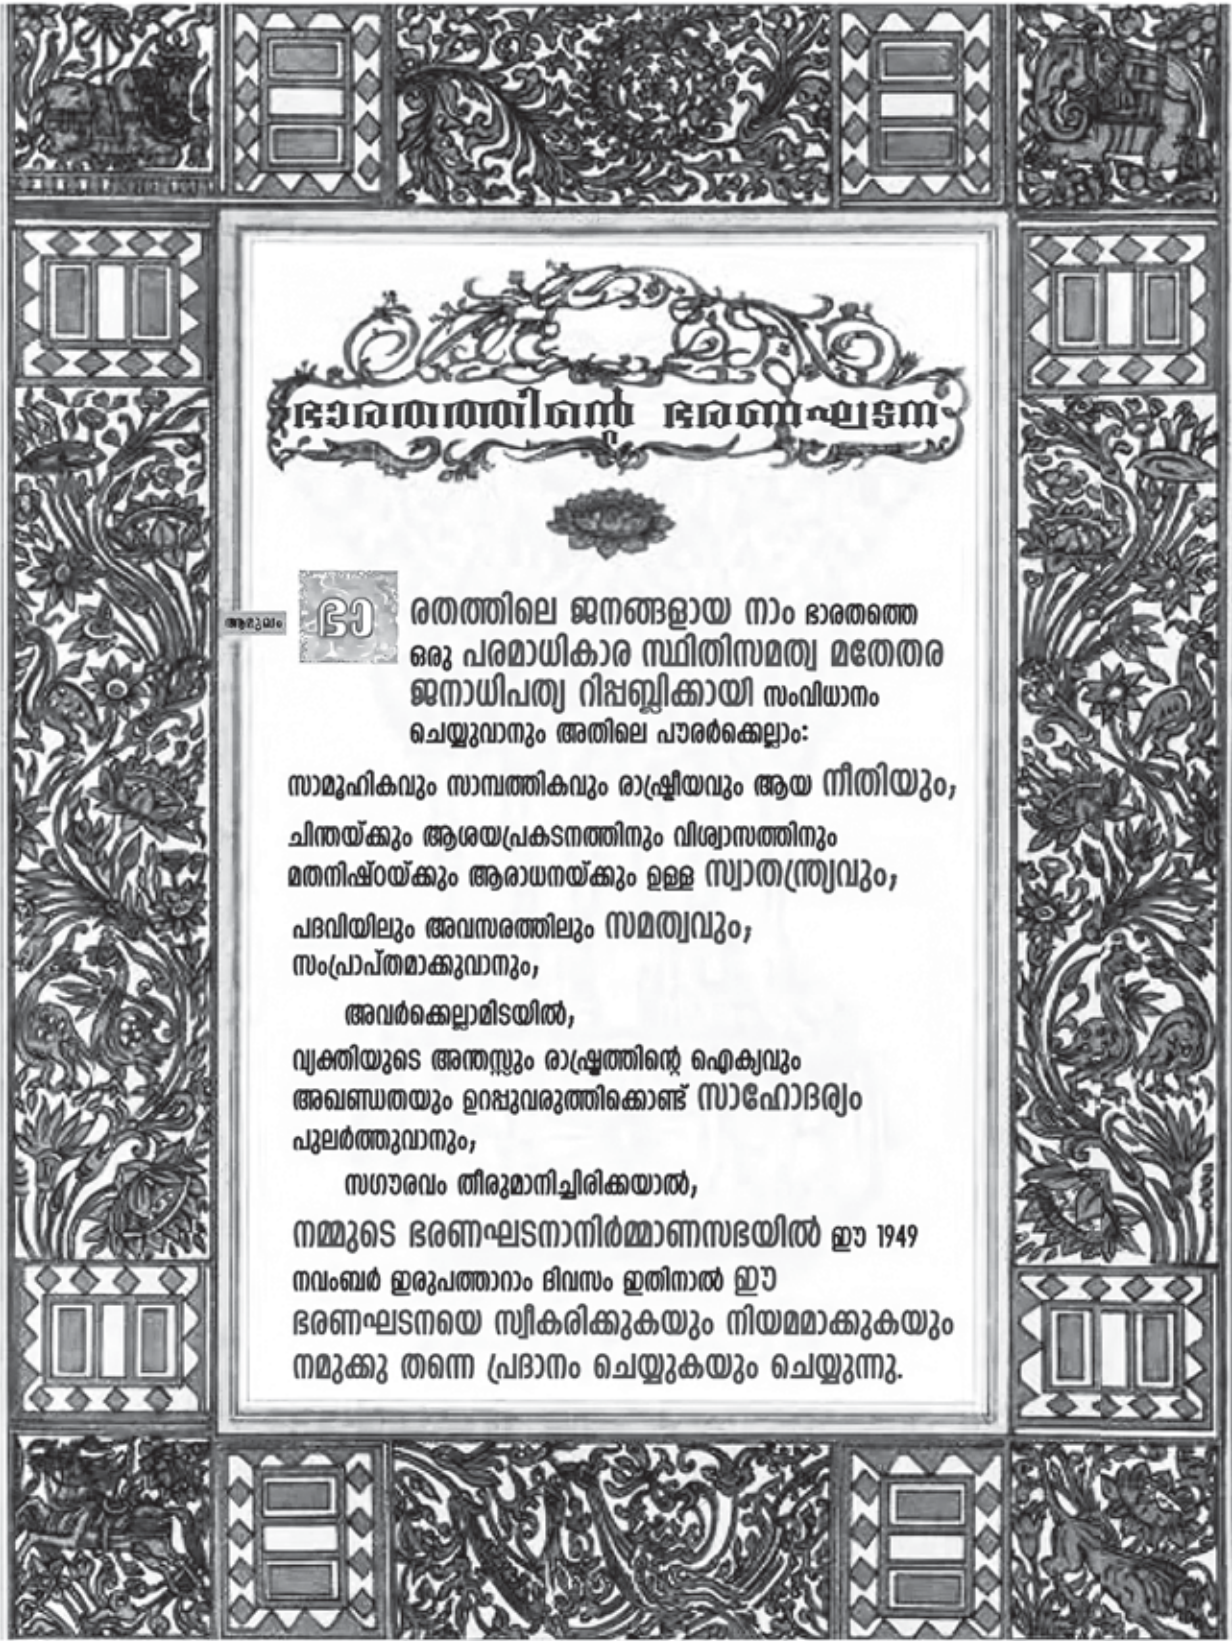 ഭാരതത്തിന്റെ ഭരണഘടന
ആമുഖം
ഭാരതത്തിലെ ജനങ്ങളായ നാം ഭാരതത്തെ
ഒരു പരമാധികാര സ്ഥിതിസമത്വ മതേതര
ജനാധിപത്യ റിപ്പബ്ലിക്കായി സംവിധാനം
ചെയ്യുവാനും അതിലെ പൗരർക്കെല്ലാം:
സാമൂഹികവും സാമ്പത്തികവും രാഷ്ട്രീയവും ആയ നീതിയും;
ചിന്തയ്ക്കും ആശയപ്രകടനത്തിനും വിശ്വാസത്തിനും
മതനിഷ്ഠയ്ക്കും ആരാധനയ്ക്കും ഉള്ള സ്വാതന്ത്ര്യവും;
പദവിയിലും അവസരത്തിലും സമത്വവും;
സംപ്രാപ്തമാക്കുവാനും;
അവർക്കെല്ലാമിടയിൽ;
വ്യക്തിയുടെ അന്തസ്സും രാഷ്ട്രത്തിന്റെ ഐക്യവും
അഖണ്ഡതയും ഉറപ്പുവരുത്തിക്കൊണ്ട് സാഹോദര്യം
പുലർത്തുവാനും;
സഗൗരവം തീരുമാനിച്ചിരിക്കയാൽ;
നമ്മുടെ ഭരണഘടനാനിർമ്മാണസഭയിൽ ഈ 1949
നവംബർ ഇരുപത്താറാം ദിവസം ഇതിനാൽ ഈ
ഭരണഘടനയെ സ്വീകരിക്കുകയും നിയമമാക്കുകയും
നമുക്കു തന്നെ പ്രദാനം ചെയ്യുകയും ചെയ്യുന്നു.